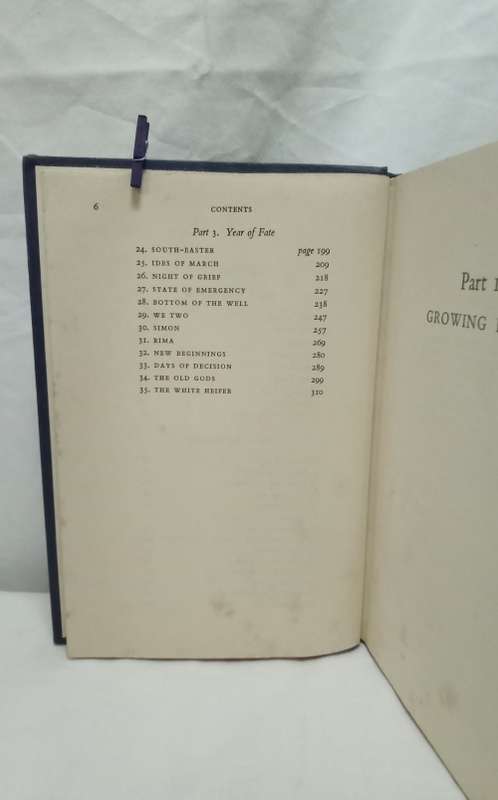 6
CONTENTS
Part 3. Year of Fate
24. SOUTH-EASTER page 199
25. IDES OF MARCH 209
26. NIGHT OF GRIEF 218
27. STATE OF EMERGENCY 227
28. BOTTOM OF THE WELL 238
29. WE TWO 247
30. SIMON 257
31. RIMA 269
32. NEW BEGINNINGS 280
33. DAYS OF DECISION 289
34. THE OLD GODS 299
35. THE WHITE HEIFER 310
Part
GROWING